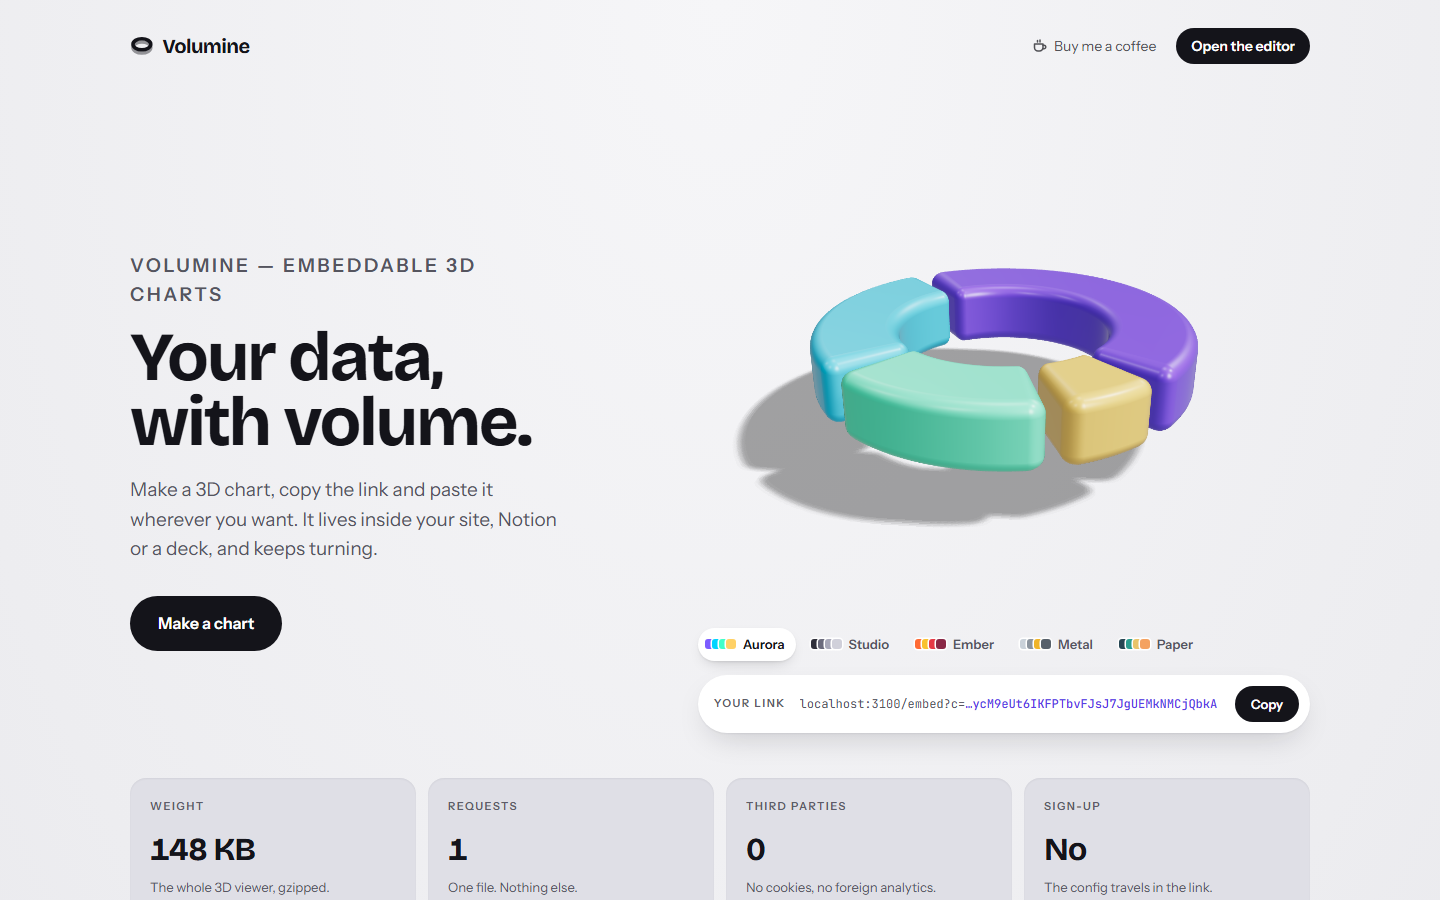 Volumine
Buy me a coffee
Open the editor
VOLUMINE — EMBEDDABLE 3D
CHARTS
Your data,
with volume.
Make a 3D chart, copy the link and paste it
wherever you want. It lives inside your site, Notion
or a deck, and keeps turning.
Make a chart
Aurora
Studio
Ember
Metal
Paper
YOUR LINK
localhost:3100/embed?c=…ycM9eUt6IKFPTbvFJsJ7JgUEMkNMCjQbkA
Copy
WEIGHT
148 KB
The whole 3D viewer, gzipped.
REQUESTS
1
One file. Nothing else.
THIRD PARTIES
0
No cookies, no foreign analytics.
SIGN-UP
No
The config travels in the link.